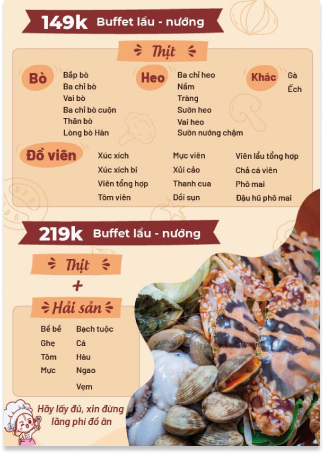 149k Buffet lẩu - nướng
Thịt
Bò
Bắp bò
Ba chỉ bò
Vai bò
Ba chỉ bò cuộn
Thăn bò
Lòng bò Hàn
Heo
Ba chỉ heo
Nầm
Tràng
Sườn heo
Vai heo
Sườn nướng chậm
Khác
Gà
Ếch
Đồ viên
Xúc xích
Xúc xích bi
Viên tổng hợp
Tôm viên
Mực viên
Xủi cảo
Thanh cua
Dồi sụn
Viên lẩu tổng hợp
Chả cá viên
Phô mai
Đậu hũ phô mai
219k Buffet lẩu - nướng
Thịt
+
Hải sản
Bề bề
Ghẹ
Tôm
Mực
Bạch tuộc
Cá
Hàu
Ngao
Vẹm
Hãy lấy đủ, xin đừng
lãng phí đồ ăn